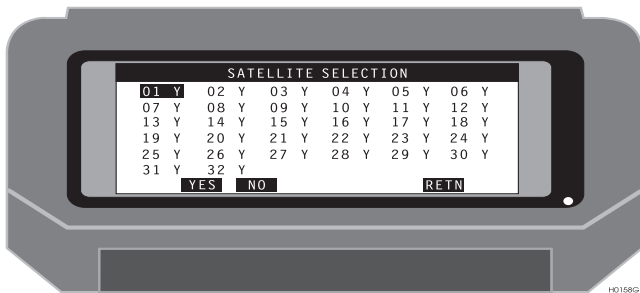 SATELLITE SELECTION
01 Y 02 Y 03 Y 04 Y 05 Y 06 Y
07 Y 08 Y 09 Y 10 Y 11 Y 12 Y
13 Y 14 Y 15 Y 16 Y 17 Y 18 Y
19 Y 20 Y 21 Y 22 Y 23 Y 24 Y
25 Y 26 Y 27 Y 28 Y 29 Y 30 Y
31 Y 32 Y
YES NO RETN
H0158G